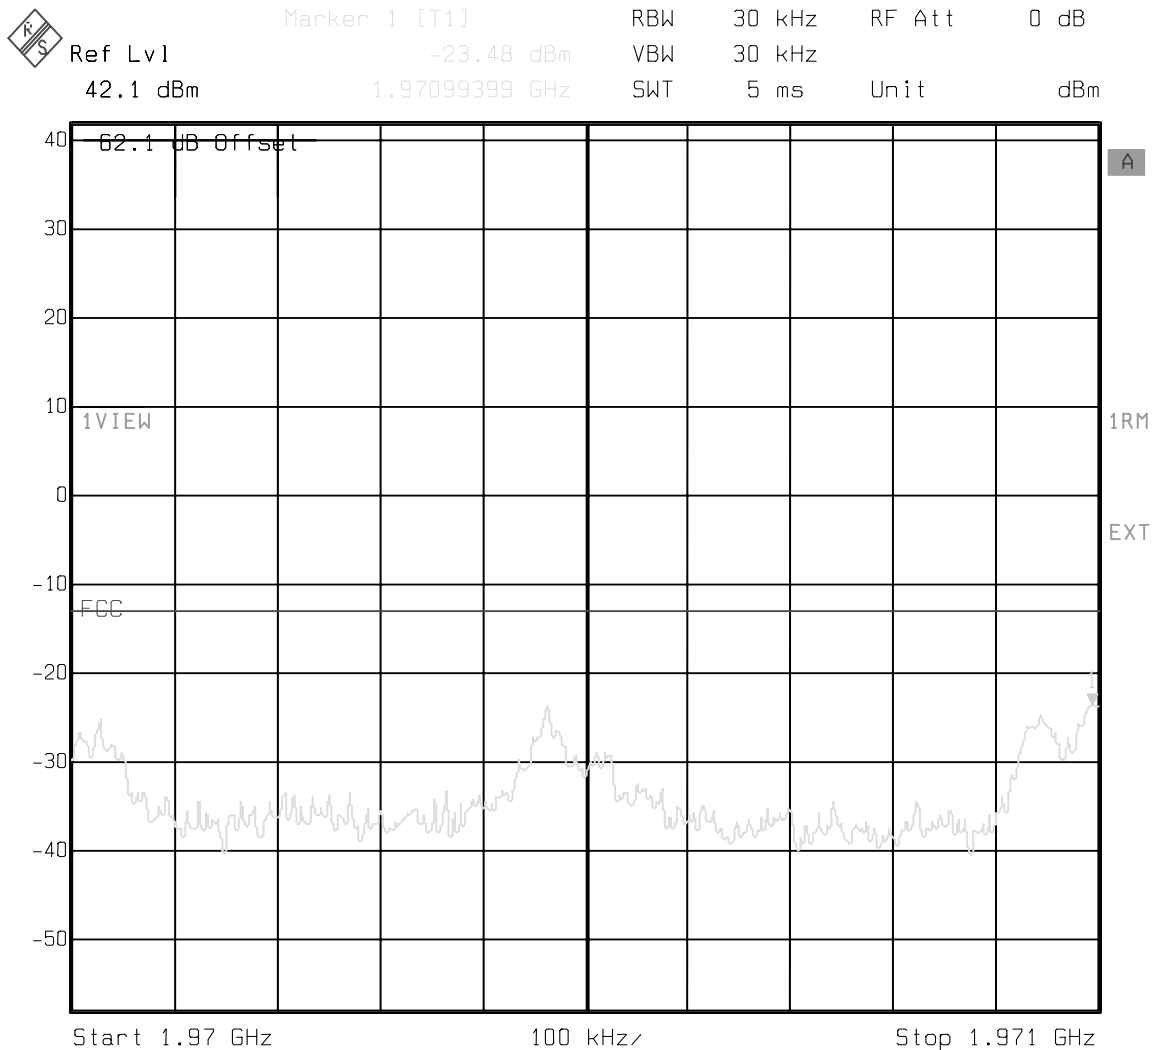 R S
Marker 1 [T1] RBW 30 kHz RF Att 0 dB
Ref Lvl -23.48 dBm VBW 30 kHz
42.1 dBm 1.97099399 GHz SWT 5 ms Unit dBm
40 62.1 dB Offset A
30
20
10
1VIEW 1RM
0
EXT
-10
FCC
-20
1
-30
-40
-50
Start 1.97 GHz 100 kHz/ Stop 1.971 GHz